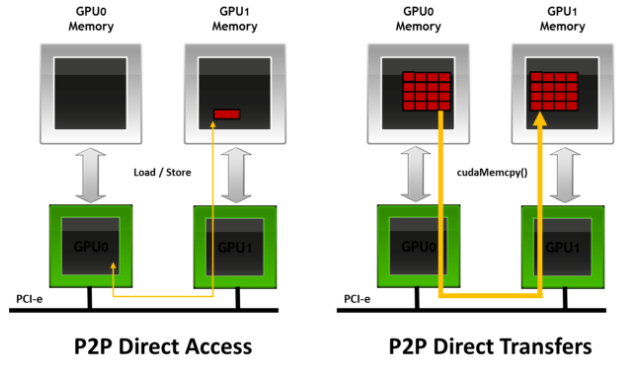 GPU0
Memory
GPU1
Memory
Load / Store
GPU0
GPU1
PCI-e
P2P Direct Access
GPU0
Memory
GPU1
Memory
cudaMemcpy()
GPU0
GPU1
PCI-e
P2P Direct Transfers